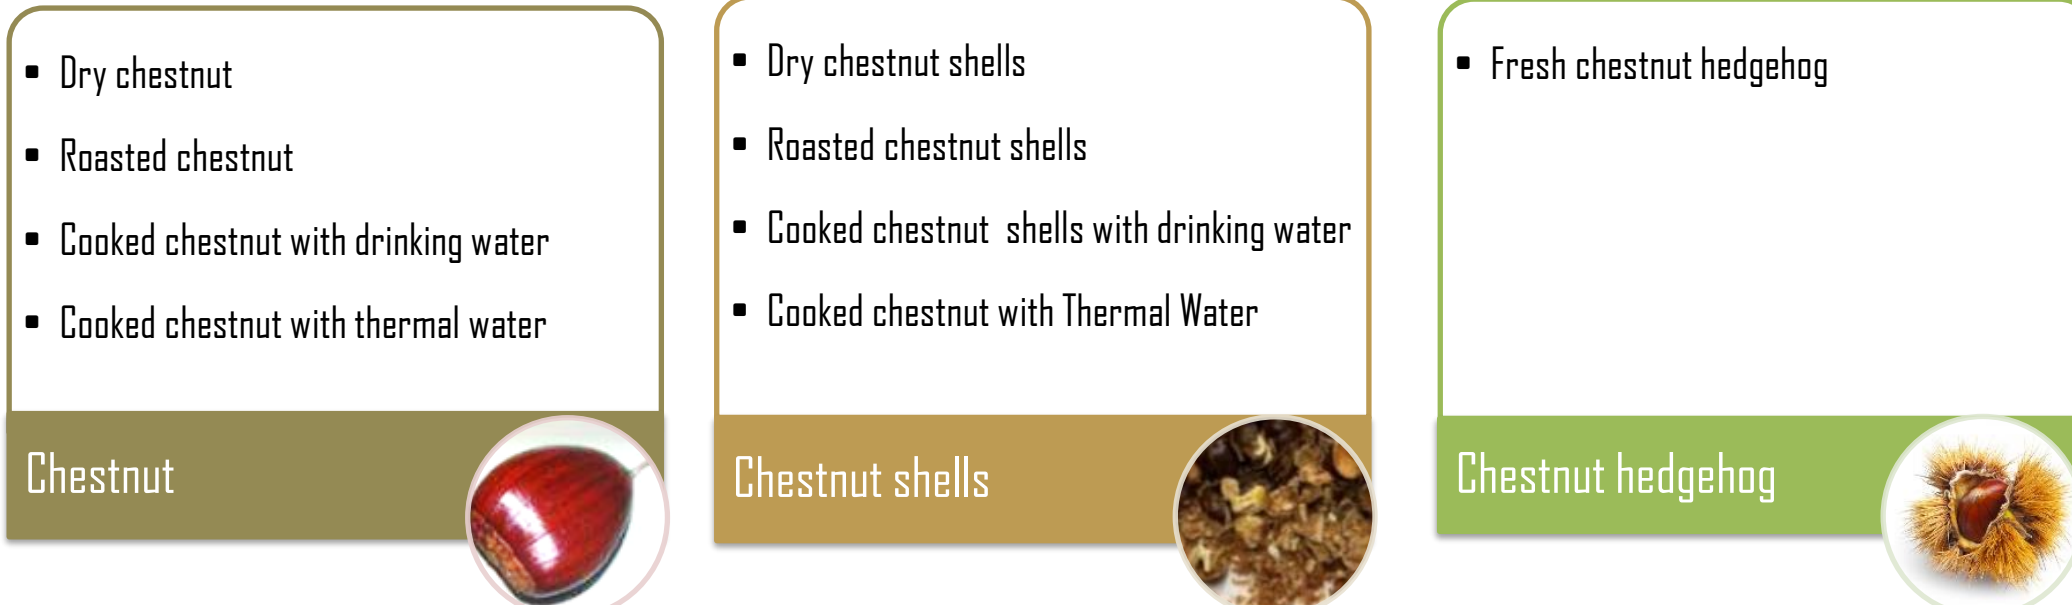 ▪ Dry chestnut
▪ Roasted chestnut
▪ Cooked chestnut with drinking water
▪ Cooked chestnut with thermal water
Chestnut
▪ Dry chestnut shells
▪ Roasted chestnut shells
▪ Cooked chestnut  shells with drinking water
▪ Cooked chestnut with Thermal Water
Chestnut shells
▪ Fresh chestnut hedgehog
Chestnut hedgehog